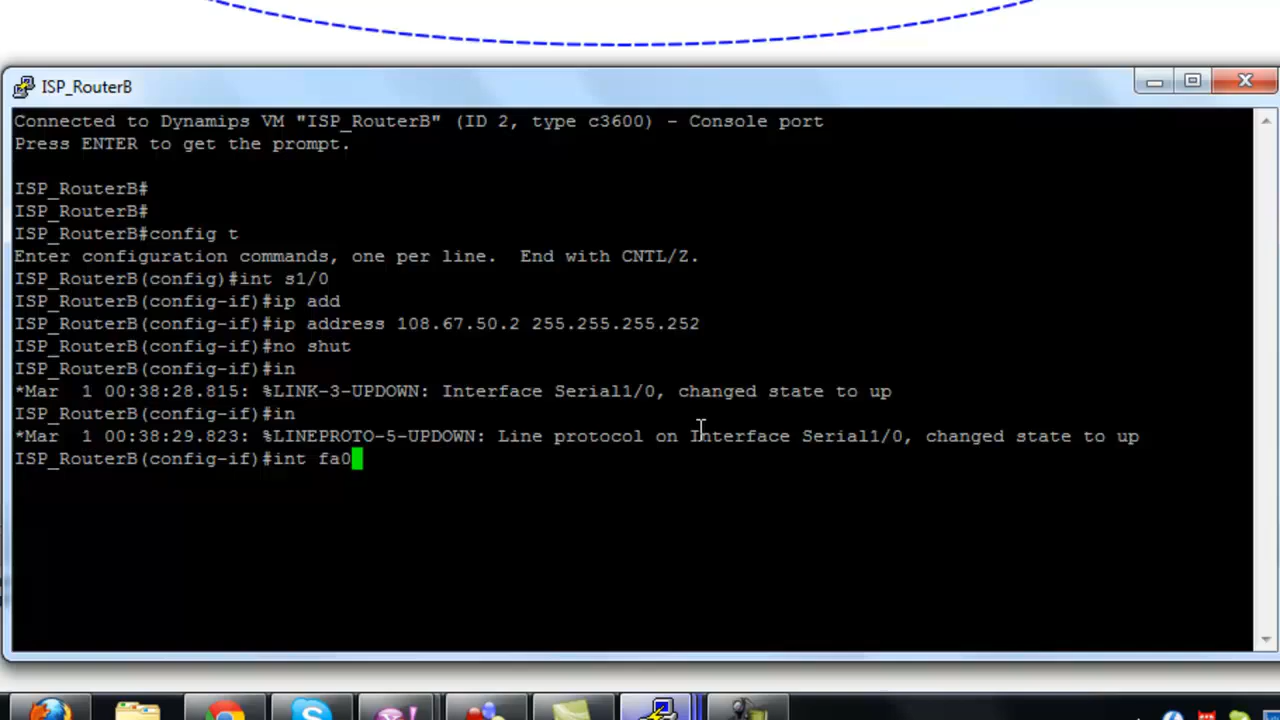 ISP_RouterB
Connected to Dynamips VM "ISP_RouterB" (ID 2, type c3600) - Console port
Press ENTER to get the prompt.
ISP_RouterB#
ISP_RouterB#
ISP_RouterB#config t
Enter configuration commands, one per line.  End with CNTL/Z.
ISP_RouterB(config)#int s1/0
ISP_RouterB(config-if)#ip add
ISP_RouterB(config-if)#ip address 108.67.50.2 255.255.255.252
ISP_RouterB(config-if)#no shut
ISP_RouterB(config-if)#in
*Mar  1 00:38:28.815: %LINK-3-UPDOWN: Interface Serial1/0, changed state to up
ISP_RouterB(config-if)#in
*Mar  1 00:38:29.823: %LINEPROTO-5-UPDOWN: Line protocol on Interface Serial1/0, changed state to up
ISP_RouterB(config-if)#int fa0